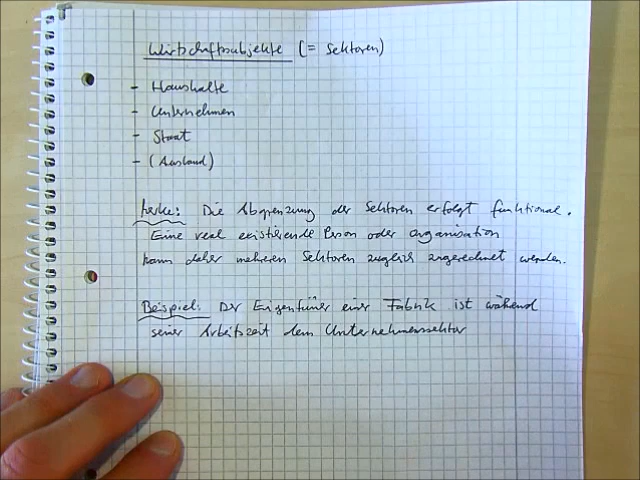 Wirtschaftssubjekte (= Sektoren)
- Haushalte
- Unternehmen
- Staat
- (Ausland)
Merke: Die Abgrenzung der Sektoren erfolgt funktional.
Eine real existierende Person oder Organisation
kann daher mehreren Sektoren zugleich zugerechnet werden.
Beispiel: Der Eigentümer einer Fabrik ist während
seiner Arbeitszeit dem Unternehmenssektor